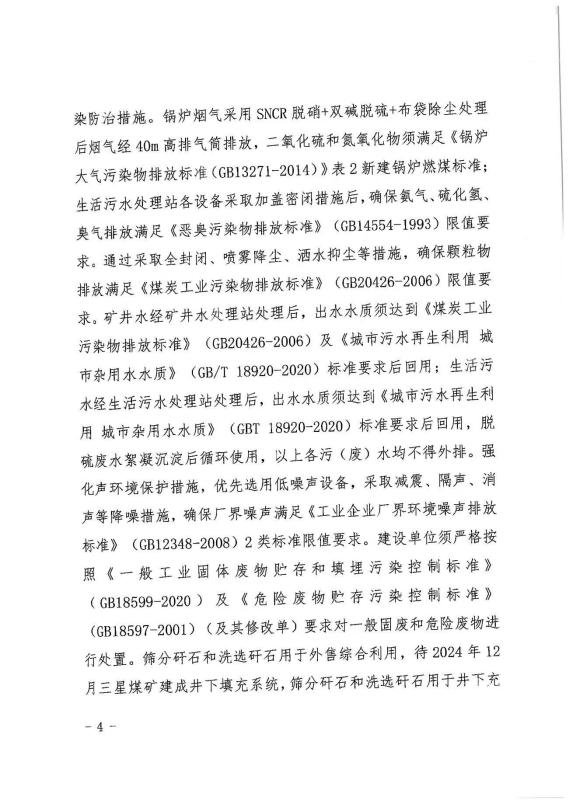 染防治措施。锅炉烟气采用 SNCR 脱硝+双碱脱硫+布袋除尘处理
后烟气经 40m 高排气筒排放，二氧化硫和氮氧化物须满足《锅炉
大气污染物排放标准(GB13271-2014)》表 2 新建锅炉燃煤标准；
生活污水处理站各设备采取加盖密闭措施后，确保氨气、硫化氢、
臭气排放满足《恶臭污染物排放标准》（GB14554-1993）限值要
求。通过采取全封闭、喷雾降尘、洒水抑尘等措施，确保颗粒物
排放满足《煤炭工业污染物排放标准》（GB20426-2006）限值要
求。矿井水经矿井水处理站处理后，出水水质须达到《煤炭工业
污染物排放标准》（GB20426-2006）及《城市污水再生利用 城
市杂用水水质》（GB/T 18920-2020）标准要求后回用；生活污
水经生活污水处理站处理后，出水水质须达到《城市污水再生利
用 城市杂用水水质》（GBT 18920-2020）标准要求后回用，脱
硫废水絮凝沉淀后循环使用，以上各污（废）水均不得外排。强
化声环境保护措施，优先选用低噪声设备，采取减震、隔声、消
声等降噪措施，确保厂界噪声满足《工业企业厂界环境噪声排放
标准》（GB12348-2008）2 类标准限值要求。建设单位须严格按
照《一般工业固体废物贮存和填埋污染控制标准》
（GB18599-2020）及《危险废物贮存污染控制标准》
（GB18597-2001）（及其修改单）要求对一般固废和危险废物进
行处置。筛分矸石和洗选矸石用于外售综合利用，待 2024 年 12
月三星煤矿建成井下填充系统，筛分矸石和洗选矸石用于井下充
- 4 -